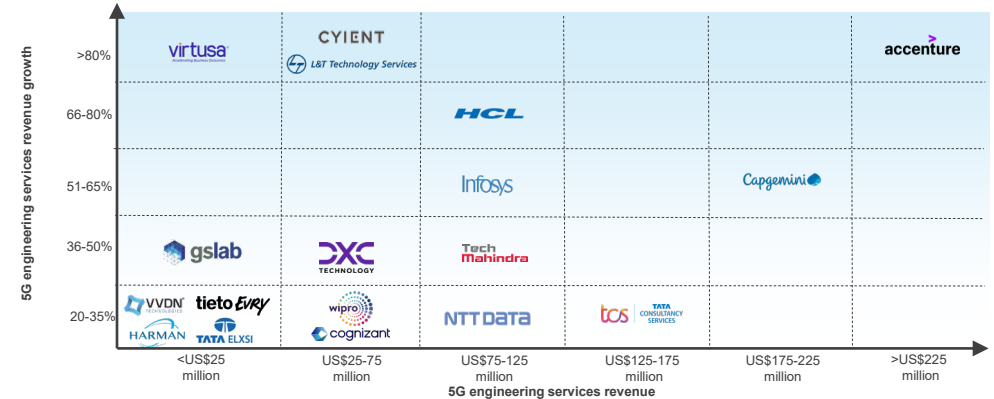 5G engineering services revenue growth
>80%
virtusa
Accelerating Business Outcomes
CYIENT
L&T Technology Services
accenture
66-80%
HCL
51-65%
Infosys
Capgemini
36-50%
gslab
DXC
TECHNOLOGY
Tech
Mahindra
20-35%
VVDN
TECHNOLOGIES
tieto Evry
HARMAN
TATA ELXSI
wipro
cognizant
NTT DATA
tcs
TATA
CONSULTANCY
SERVICES
<US$25
million
US$25-75
million
US$75-125
million
US$125-175
million
US$175-225
million
>US$225
million
5G engineering services revenue